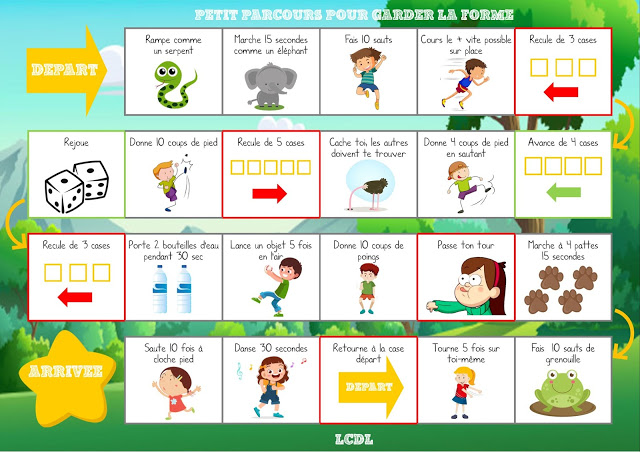 PETIT PARCOURS POUR GARDER LA FORME
DEPART
Rampe comme
un serpent
Marche 15 secondes
comme un éléphant
Fais 10 sauts
Cours le + vite possible
sur place
Recule de 3 cases
Rejoue
Donne 10 coups de pied
Recule de 5 cases
Cache toi, les autres
doivent te trouver
Donne 4 coups de pied
en sautant
Avance de 4 cases
Recule de 3 cases
Porte 2 bouteilles d'eau
pendant 30 sec
Lance un objet 5 fois
en l'air
Donne 10 coups de
poings
Passe ton tour
Marche à 4 pattes
15 secondes
ARRIVEE
Saute 10 fois à
cloche pied
Danse 30 secondes
Retourne à la case
départ
DEPART
Tourne 5 fois sur
toi-même
Fais 10 sauts de
grenouille
LCDL